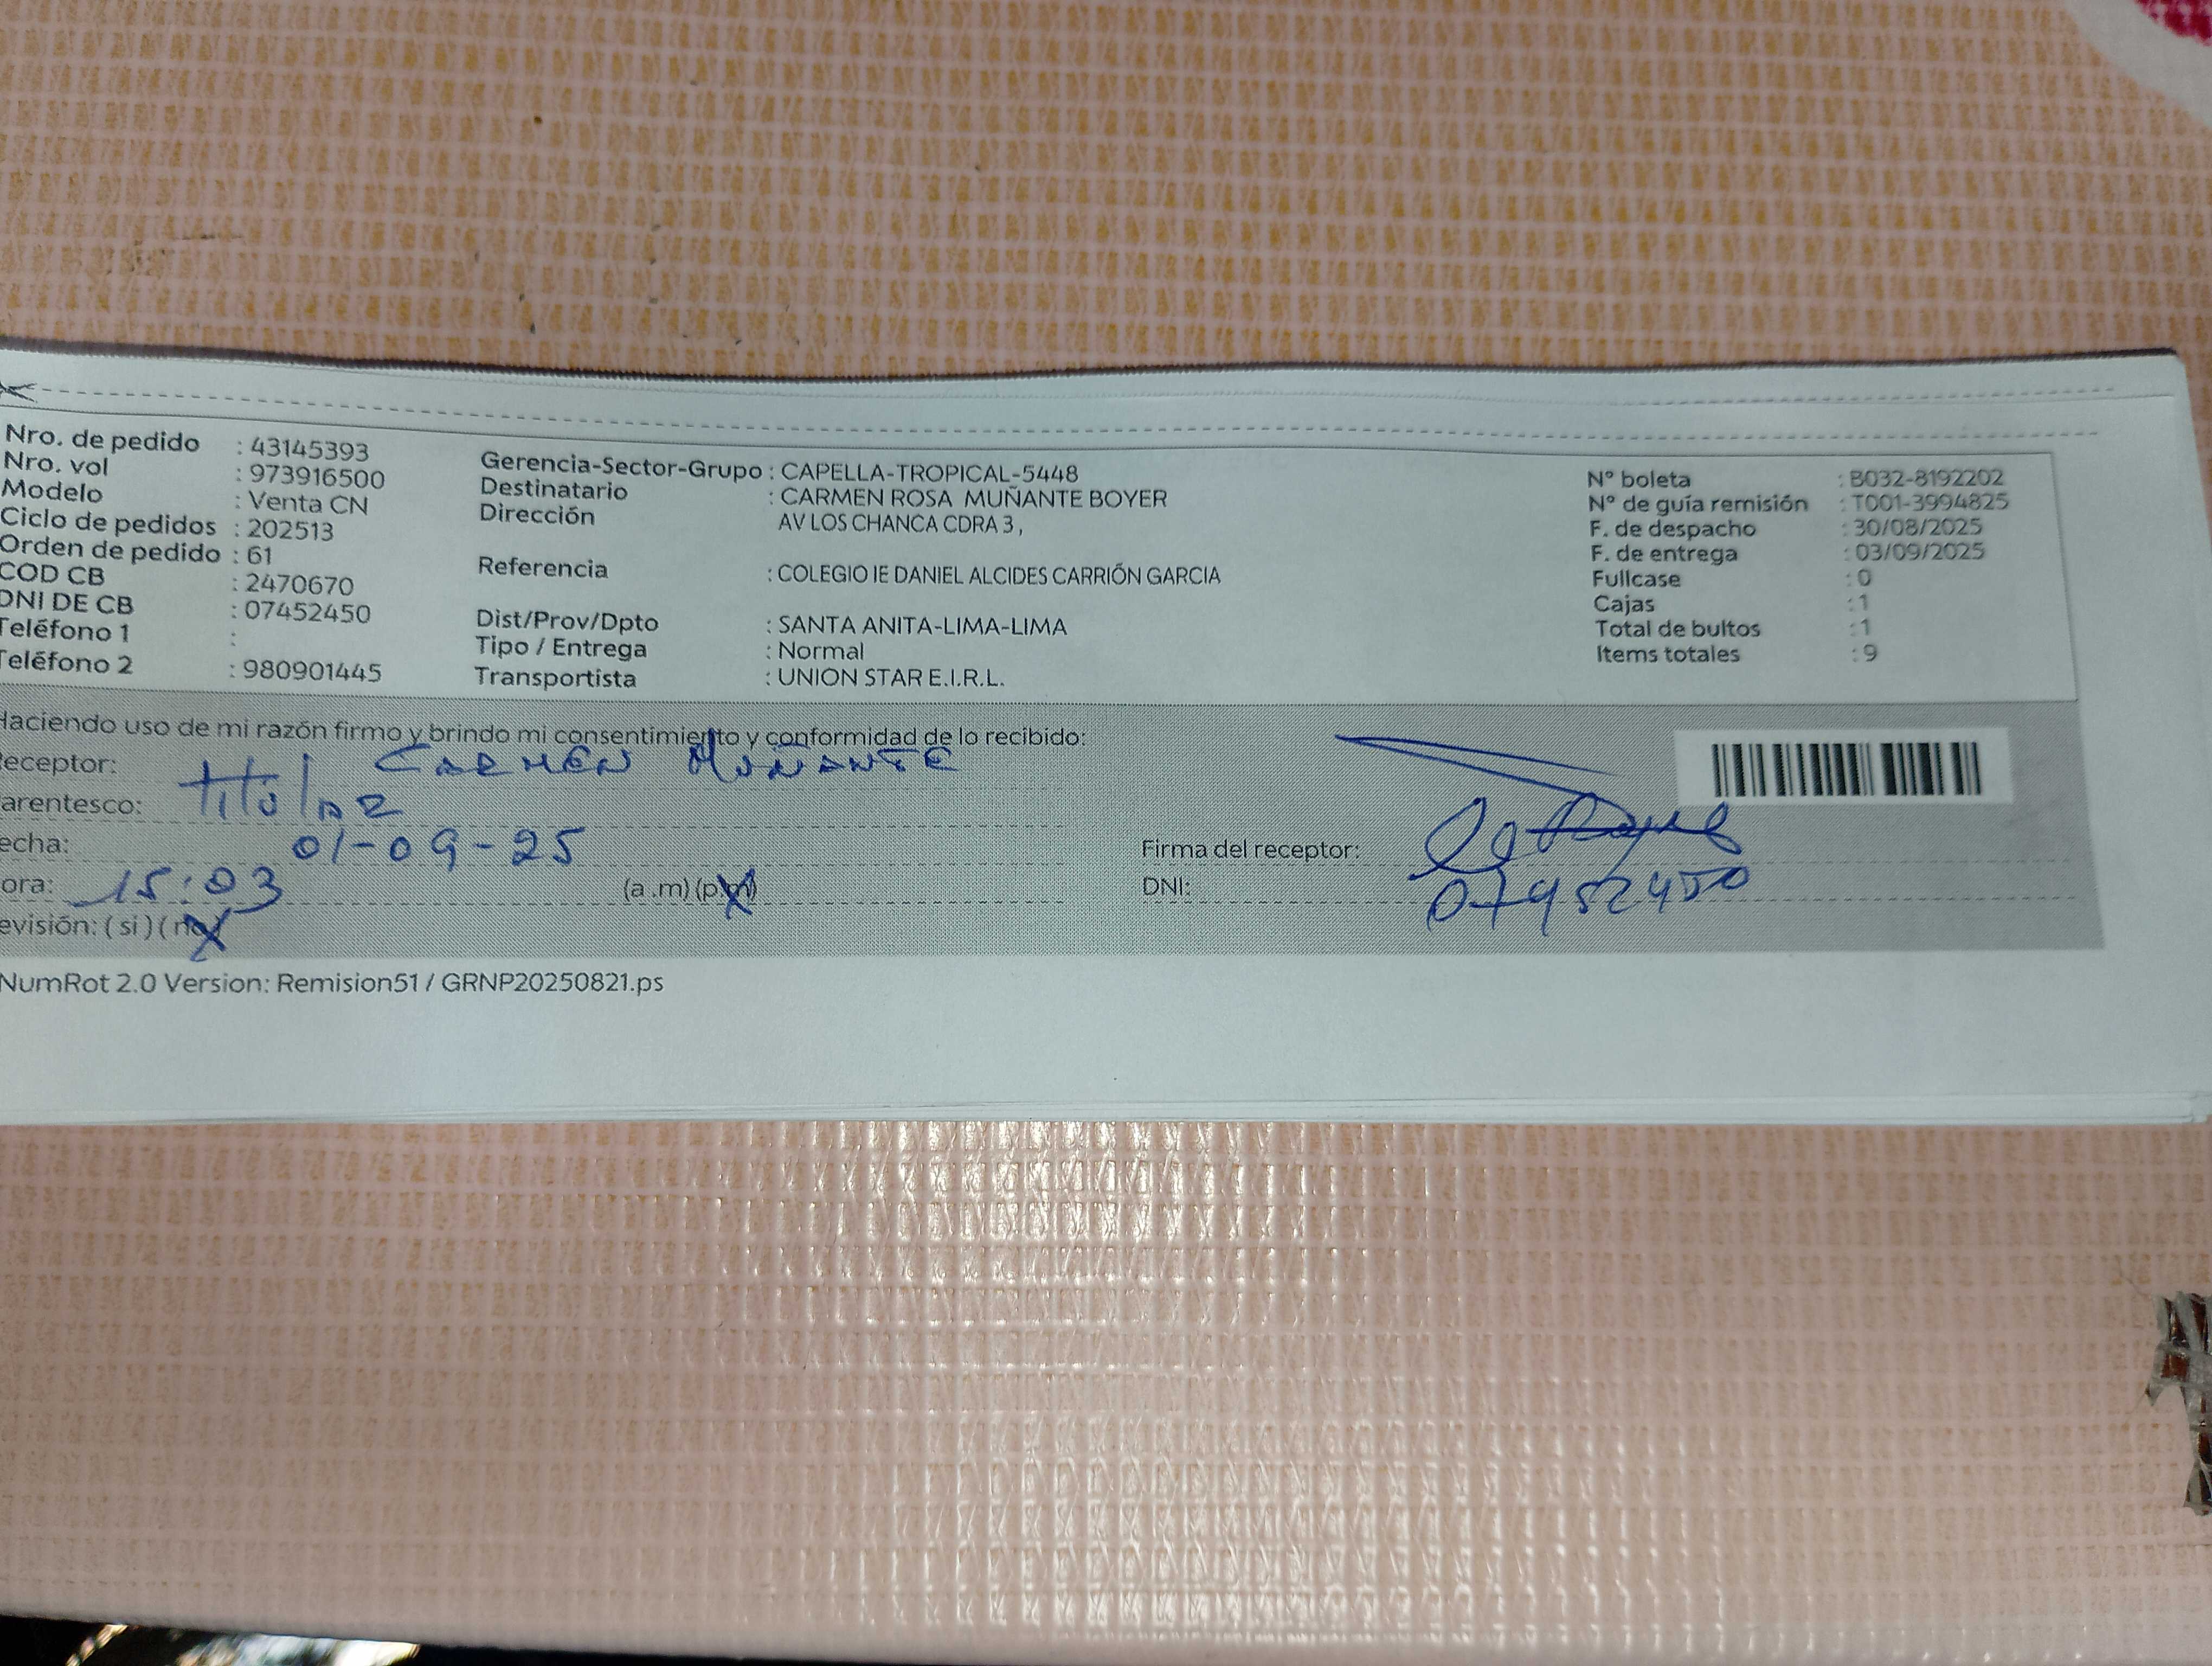 Nro. de pedido : 43145393
Nro. vol : 973916500
Modelo : Venta CN
Ciclo de pedidos : 202513
Orden de pedido : 61
COD CB : 2470670
DNI DE CB : 07452450
Teléfono 1 :
Teléfono 2 : 980901445
Gerencia-Sector-Grupo : CAPELLA-TROPICAL-5448
Destinatario : CARMEN ROSA MUÑANTE BOYER
Dirección AV LOS CHANCA CDRA 3 ,
Referencia : COLEGIO IE DANIEL ALCIDES CARRIÓN GARCIA
Dist/Prov/Dpto : SANTA ANITA-LIMA-LIMA
Tipo / Entrega : Normal
Transportista : UNION STAR E.I.R.L.
N° boleta : B032-8192202
N° de guía remisión : T001-3994825
F. de despacho : 30/08/2025
F. de entrega : 03/09/2025
Fullcase : 0
Cajas : 1
Total de bultos : 1
Items totales : 9
Haciendo uso de mi razón firmo y brindo mi consentimiento y conformidad de lo recibido:
eceptor: CARMEN MUÑANTE
arentesco: titular
echa: 01-09-25
ora: 15:03 (a .m) (p.m)
evisión: ( si ) ( no )
Firma del receptor:
DNI: 07452450
NumRot 2.0 Version: Remision51 / GRNP20250821.ps